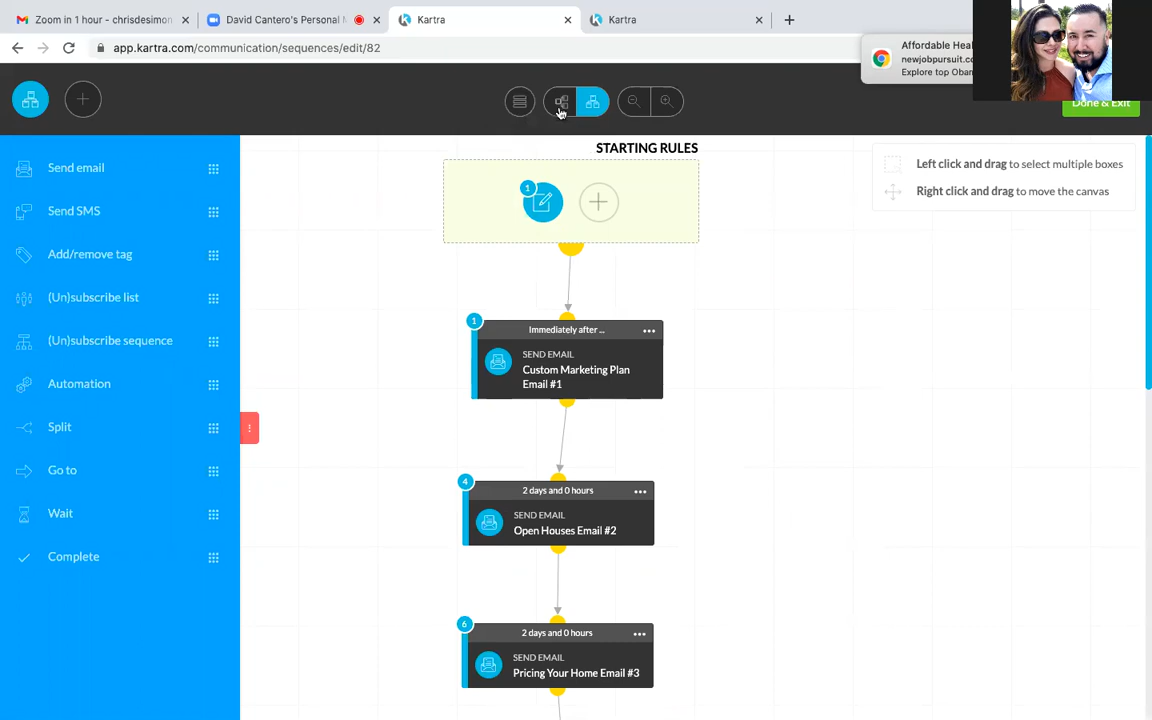 Zoom in 1 hour - chrisdesimon
David Cantero's Personal M
Kartra
Kartra
app.kartra.com/communication/sequences/edit/82
Affordable Heal
newjobpursuit.co
Explore top Obam
Done & Exit
STARTING RULES
Left click and drag to select multiple boxes
Right click and drag to move the canvas
Send email
Send SMS
Add/remove tag
(Un)subscribe list
(Un)subscribe sequence
Automation
Split
Go to
Wait
Complete
1
1
Immediately after ...
SEND EMAIL
Custom Marketing Plan
Email #1
4
2 days and 0 hours
SEND EMAIL
Open Houses Email #2
6
2 days and 0 hours
SEND EMAIL
Pricing Your Home Email #3